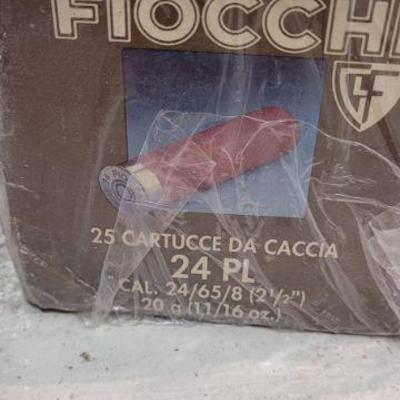 FIOCCHI
25 CARTUCCE DA CACCIA
24 PL
CAL. 24/65/8 (2½")
20 g (11/16 oz.)